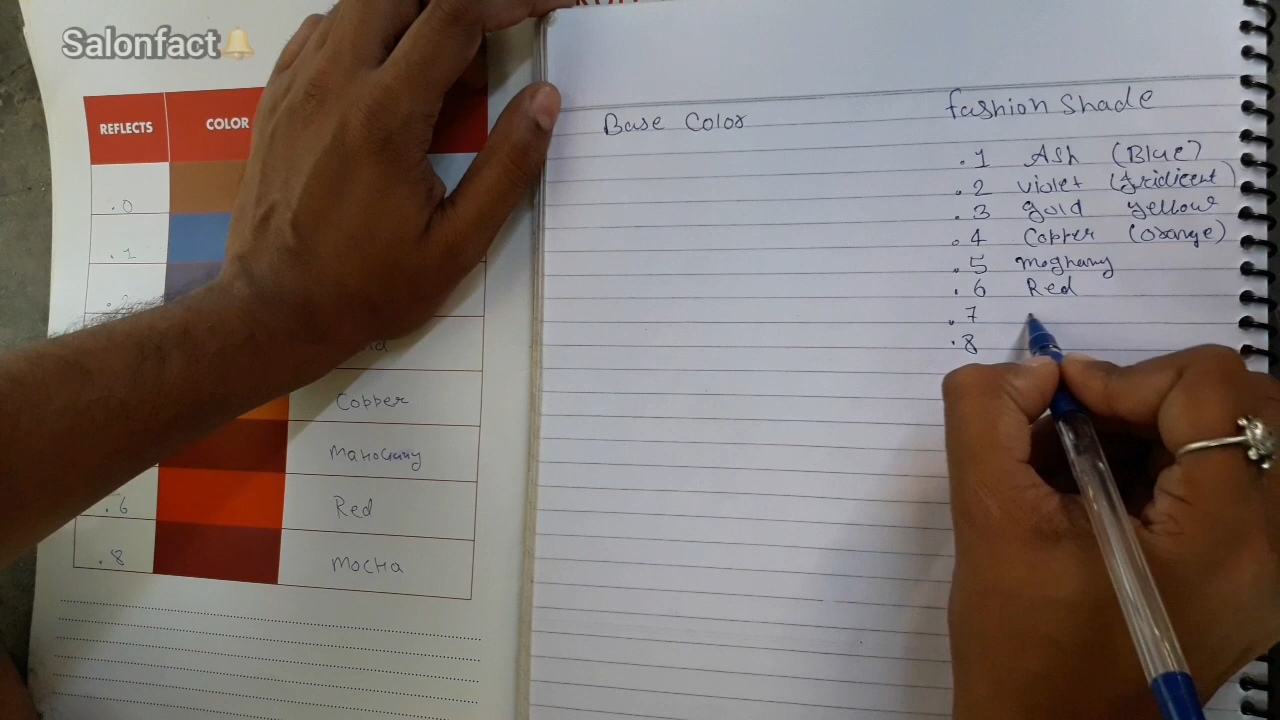 Salonfact
REFLECTS COLOR
.0
.1
Copper
MAHOGANY
.6 Red
.8 MOCHA
Base Color
fashion Shade
.1 Ash (Blue)
.2 violet (Iridicent)
.3 gold yellow
.4 Copper (orange)
.5 moghany
.6 Red
.7
.8